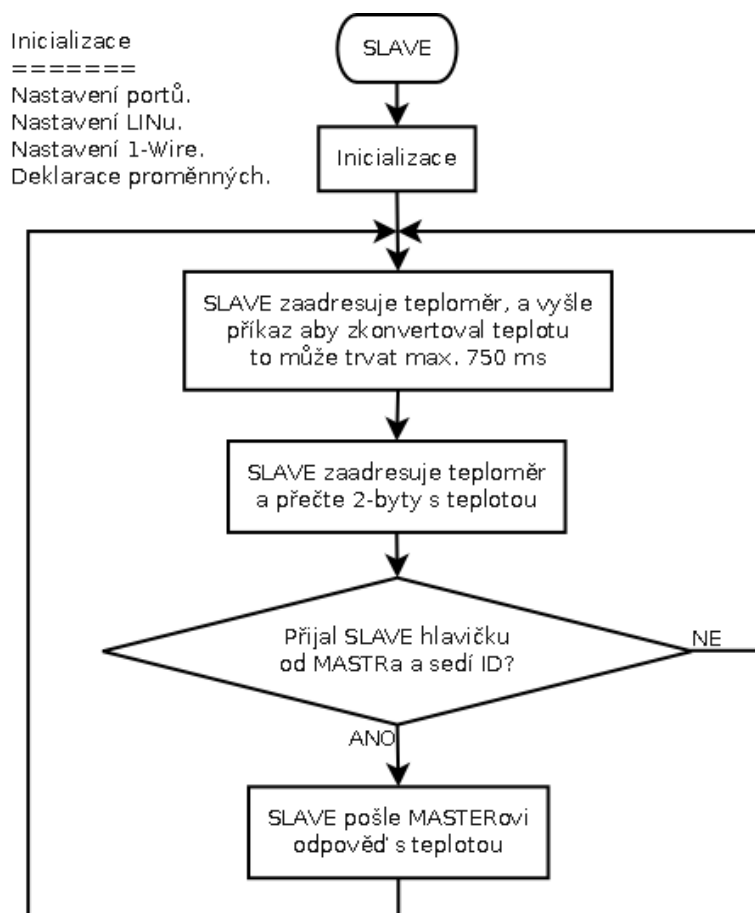 Inicializace
=======
Nastavení portů.
Nastavení LINu.
Nastavení 1-Wire.
Deklarace proměnných.
SLAVE
Inicializace
SLAVE zaadresuje teploměr, a vyšle
příkaz aby zkonvertoval teplotu
to může trvat max. 750 ms
SLAVE zaadresuje teploměr
a přečte 2-byty s teplotou
Přijal SLAVE hlavičku
od MASTRa a sedí ID?
NE
ANO
SLAVE pošle MASTERovi
odpověď s teplotou